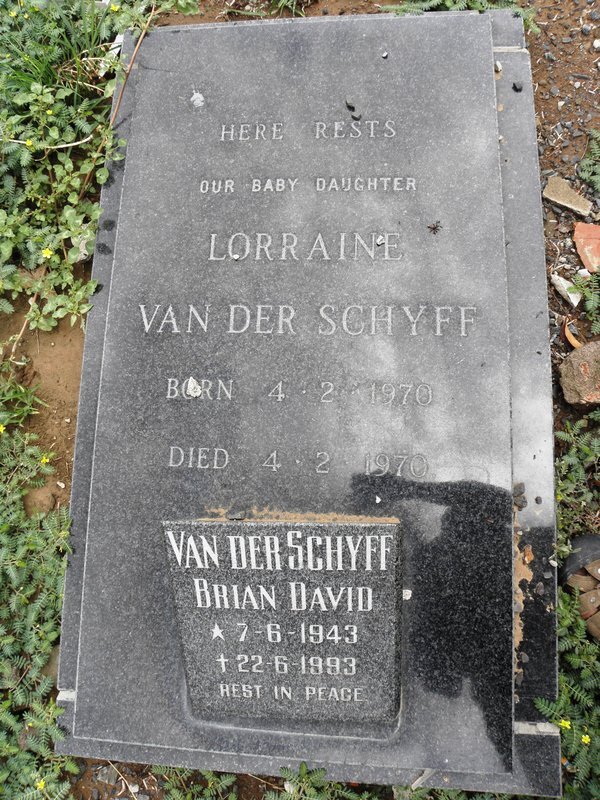 HERE RESTS
OUR BABY DAUGHTER
LORRAINE
VAN DER SCHYFF
BORN 4·2·1970
DIED 4·2·1970
VAN DER SCHYFF
BRIAN DAVID
★ 7-6-1943
✝ 22-6-1993
REST IN PEACE